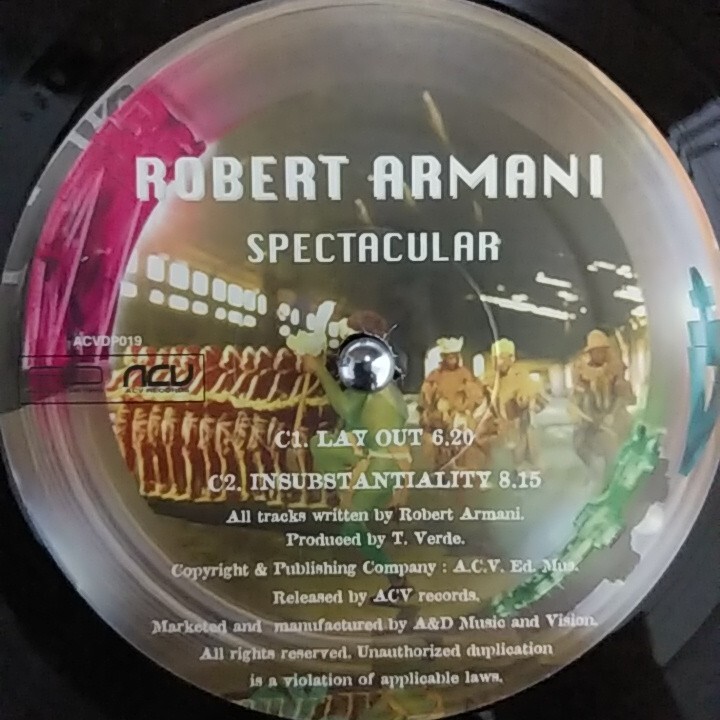 ROBERT ARMANI
SPECTACULAR
ACVDP019
ACV
ACV RECORDS
C1. LAY OUT 6.20
C2. INSUBSTANTIALITY 8.15
All tracks written by Robert Armani.
Produced by T. Verde.
Copyright & Publishing Company : A.C.V. Ed. Mus.
Released by ACV records.
Marketed and manufactured by A&D Music and Vision.
All rights reserved. Unauthorized duplication
is a violation of applicable laws.